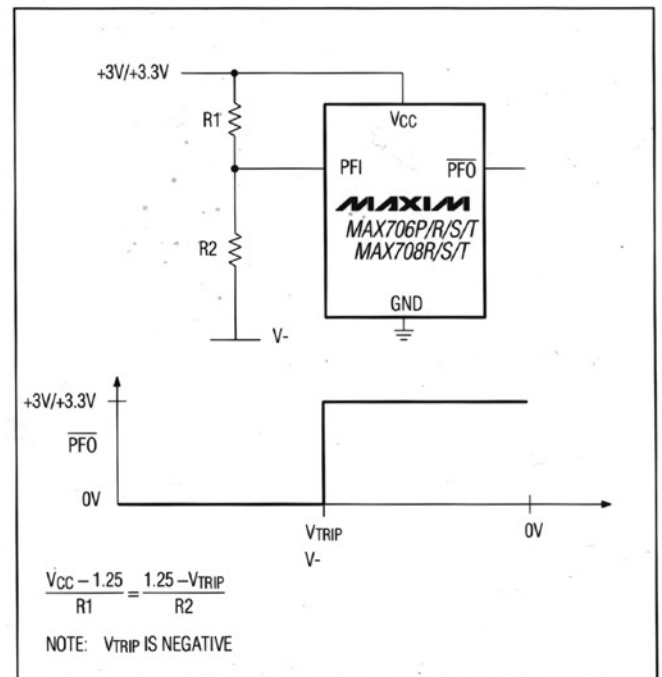 +3V/+3.3V
R1
VCC
PFI
PFO
MAXIM
MAX706P/R/S/T
MAX708R/S/T
R2
GND
V-
+3V/+3.3V
PFO
0V
VTRIP
0V
V-
VCC – 1.25 / R1 = 1.25 –VTRIP / R2
NOTE: VTRIP IS NEGATIVE